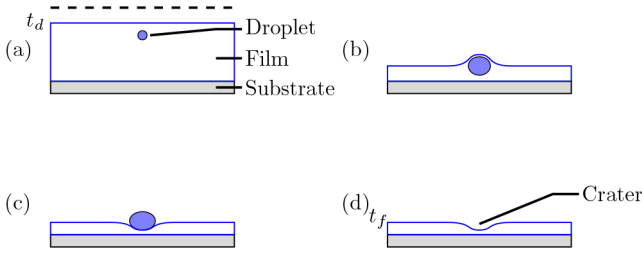 t_d
(a)
Droplet
Film
Substrate
(b)
(c)
(d)
t_f
Crater